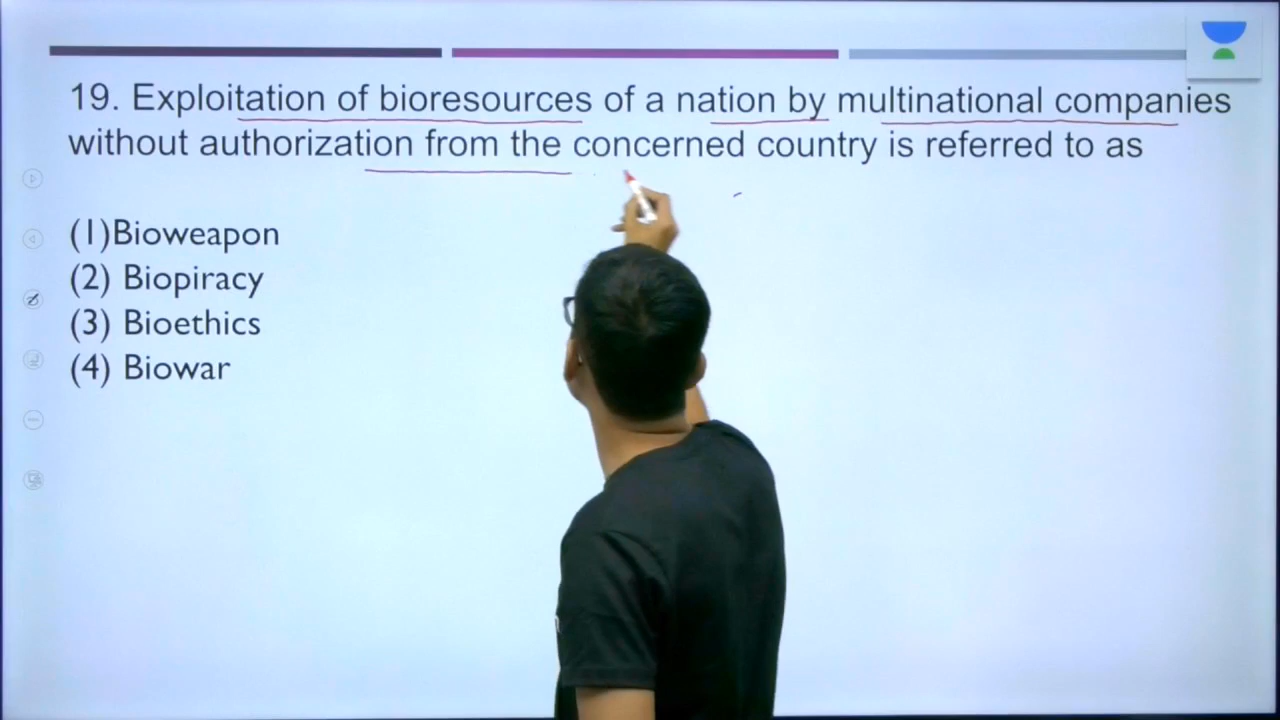 19. Exploitation of bioresources of a nation by multinational companies
without authorization from the concerned country is referred to as
(1)Bioweapon
(2) Biopiracy
(3) Bioethics
(4) Biowar